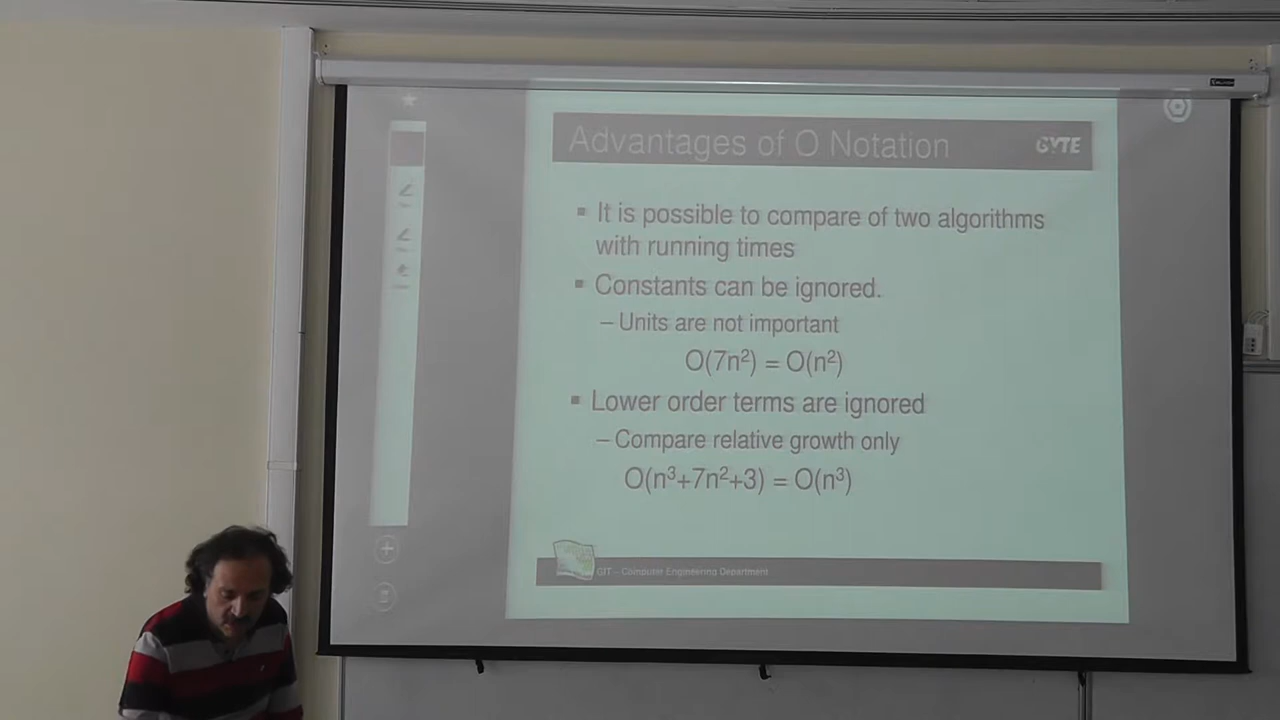 Advantages of O Notation
GYTE
▪ It is possible to compare of two algorithms
with running times
▪ Constants can be ignored.
– Units are not important
O(7n²) = O(n²)
▪ Lower order terms are ignored
– Compare relative growth only
O(n³+7n²+3) = O(n³)
GIT – Computer Engineering Department